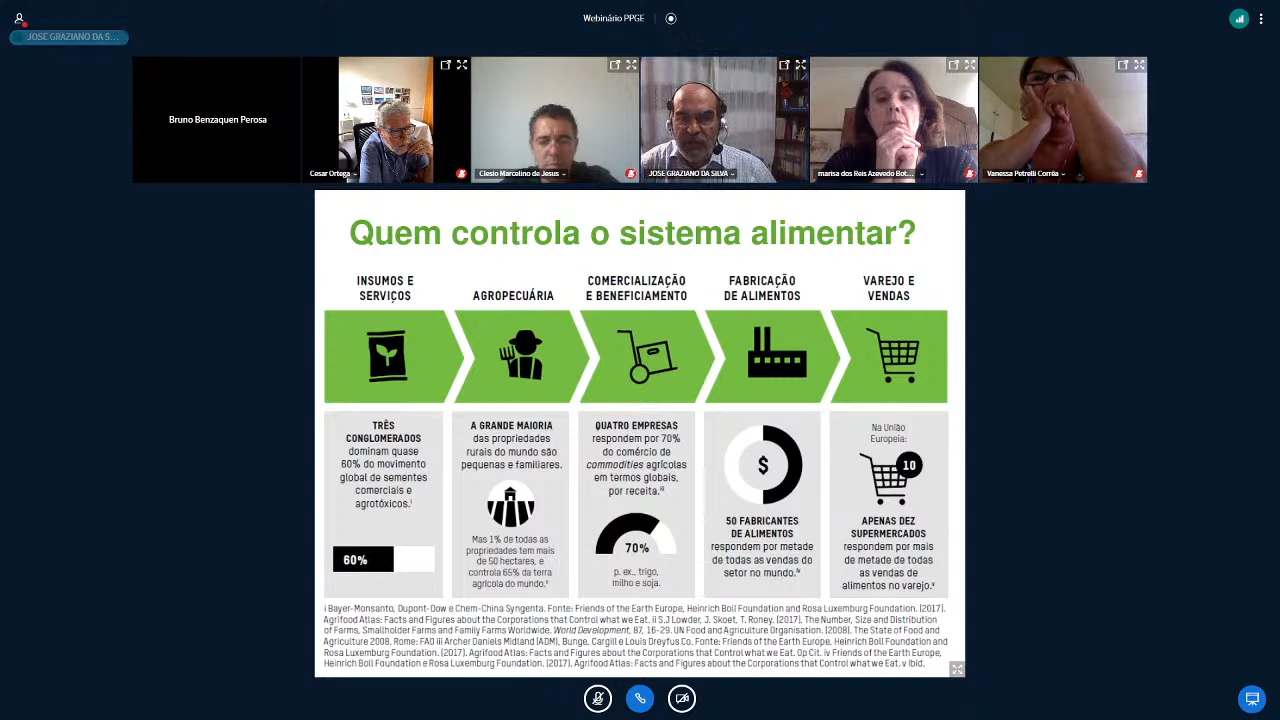 Webinário PPGE
JOSE GRAZIANO DA S...
Bruno Benzaquen Perosa
Cesar Ortega
Clesio Marcelino de Jesus
JOSE GRAZIANO DA SILVA
marisa dos Reis Azevedo Bot...
Vanessa Petrelli Corrêa
Quem controla o sistema alimentar?
INSUMOS E
SERVIÇOS
AGROPECUÁRIA
COMERCIALIZAÇÃO
E BENEFICIAMENTO
FABRICAÇÃO
DE ALIMENTOS
VAREJO E
VENDAS
TRÊS
CONGLOMERADOS
dominam quase
60% do movimento
global de sementes
comerciais e
agrotóxicos.i
60%
A GRANDE MAIORIA
das propriedades
rurais do mundo são
pequenas e familiares.
Mas 1% de todas as
propriedades tem mais
de 50 hectares, e
controla 65% da terra
agrícola do mundo.ii
QUATRO EMPRESAS
respondem por 70%
do comércio de
commodities agrícolas
em termos globais,
por receita.iii
70%
p. ex., trigo,
milho e soja.
$
50 FABRICANTES
DE ALIMENTOS
respondem por metade
de todas as vendas do
setor no mundo.iv
Na União
Europeia:
10
APENAS DEZ
SUPERMERCADOS
respondem por mais
de metade de todas
as vendas de
alimentos no varejo.v
i Bayer-Monsanto, Dupont-Dow e Chem-China Syngenta. Fonte: Friends of the Earth Europe, Heinrich Boll Foundation and Rosa Luxemburg Foundation. (2017).
Agrifood Atlas: Facts and Figures about the Corporations that Control what we Eat. ii S.J Lowder, J. Skoet, T. Roney. (2017). The Number, Size and Distribution
of Farms, Smallholder Farms and Family Farms Worldwide. World Development, 87, 16-29. UN Food and Agriculture Organisation. (2008). The State of Food and
Agriculture 2008. Rome: FAO iii Archer Daniels Midland (ADM), Bunge, Cargill e Louis Dreyfus Co. Fonte: Friends of the Earth Europe, Heinrich Boll Foundation and
Rosa Luxemburg Foundation. (2017). Agrifood Atlas: Facts and Figures about the Corporations that Control what we Eat. Op Cit. iv Friends of the Earth Europe,
Heinrich Boll Foundation e Rosa Luxemburg Foundation. (2017). Agrifood Atlas: Facts and Figures about the Corporations that Control what we Eat. v Ibid.